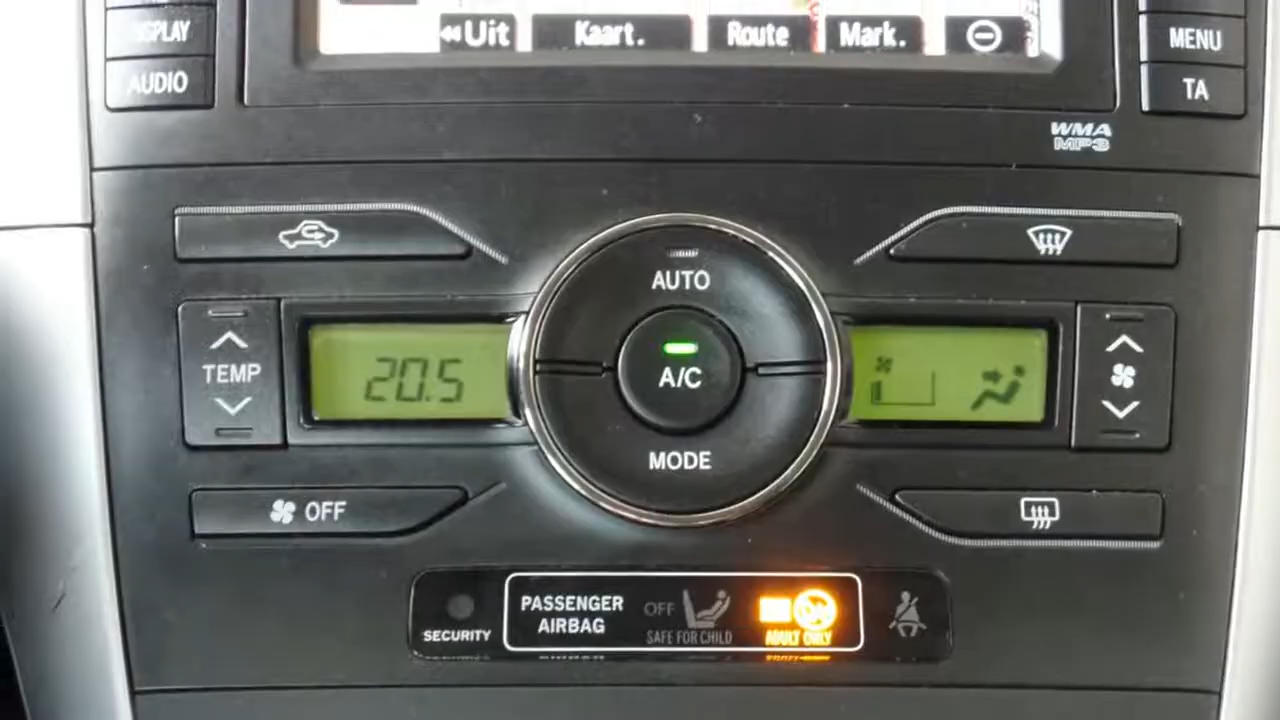 DISPLAY
Uit
Kaart.
Route
Mark.
MENU
AUDIO
TA
WMA
MP3
AUTO
TEMP
20.5
A/C
MODE
OFF
SECURITY
PASSENGER
AIRBAG
OFF
SAFE FOR CHILD
ADULT ONLY